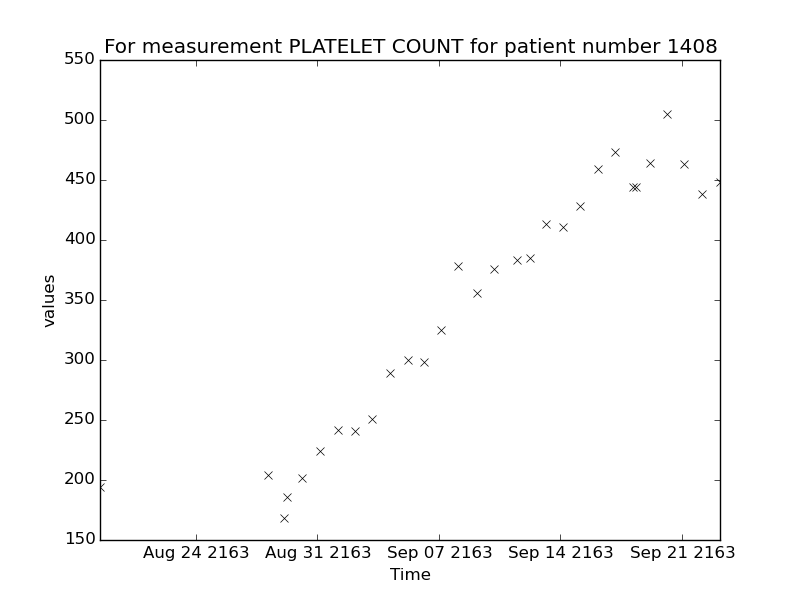 For measurement PLATELET COUNT for patient number 1408
550
500
450
400
350
300
250
200
150
values
Aug 24 2163 Aug 31 2163 Sep 07 2163 Sep 14 2163 Sep 21 2163
Time